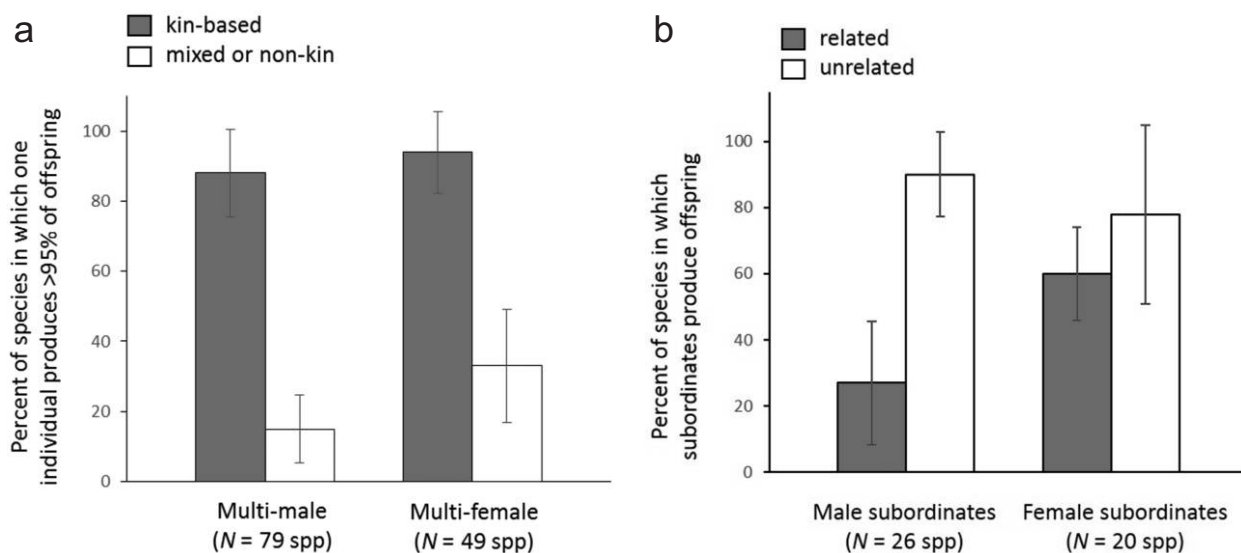 a
kin-based
mixed or non-kin
Percent of species in which one
individual produces >95% of offspring
100
80
60
40
20
0
Multi-male
(N = 79 spp)
Multi-female
(N = 49 spp)
b
related
unrelated
Percent of species in which
subordinates produce offspring
100
80
60
40
20
0
Male subordinates
(N = 26 spp)
Female subordinates
(N = 20 spp)